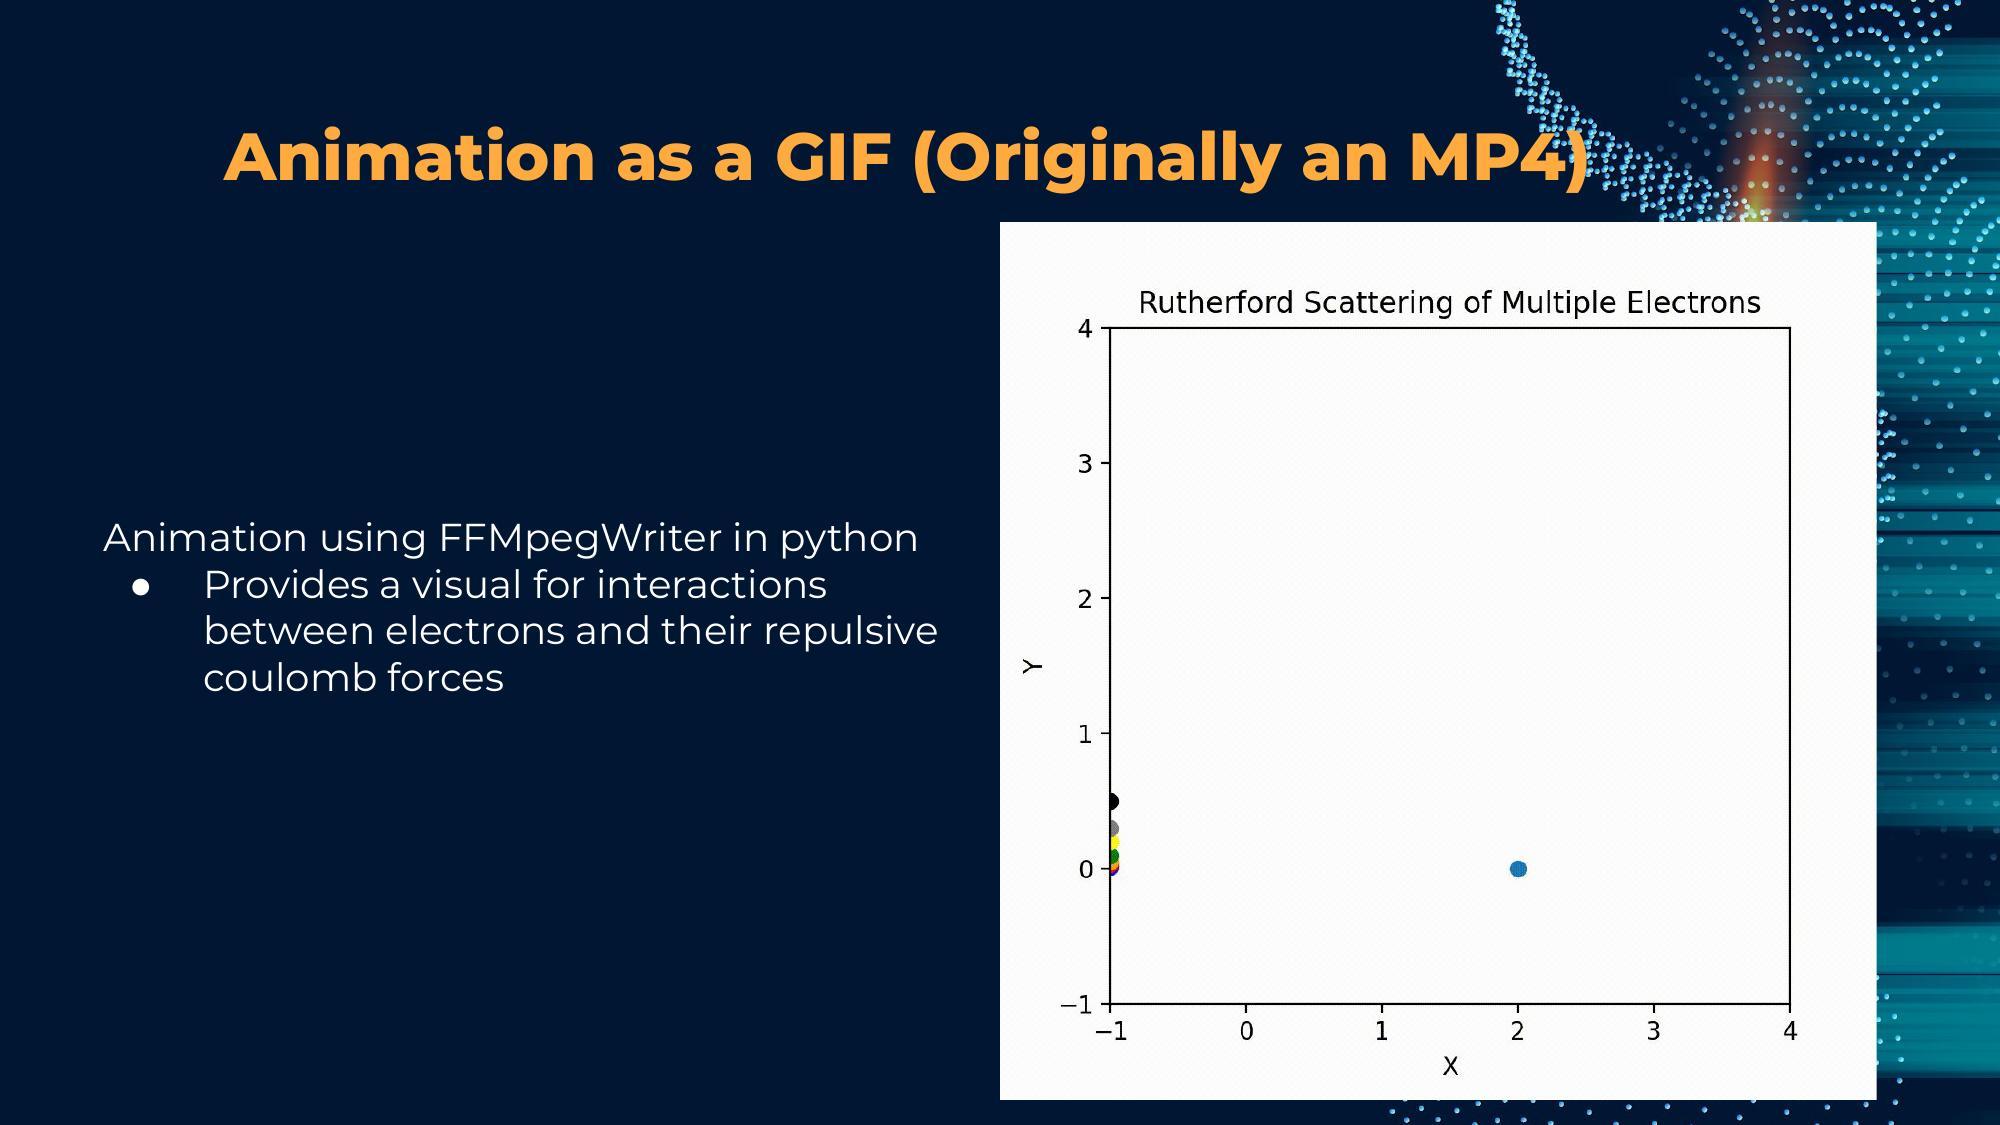 Animation as a GIF (Originally an MP4)
Animation using FFMpegWriter in python
● Provides a visual for interactions
between electrons and their repulsive
coulomb forces
Rutherford Scattering of Multiple Electrons
4
3
2
1
0
−1
Y
−1 0 1 2 3 4
X